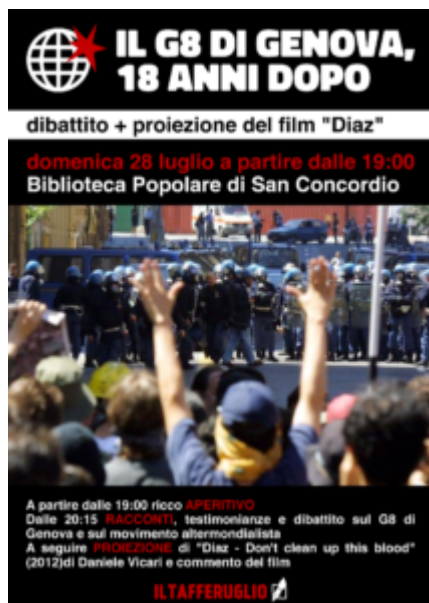 IL G8 DI GENOVA,
18 ANNI DOPO
dibattito + proiezione del film "Diaz"
domenica 28 luglio a partire dalle 19:00
Biblioteca Popolare di San Concordio
A partire dalle 19:00 ricco APERITIVO
Dalle 20:15 RACCONTI, testimonianze e dibattito sul G8 di
Genova e sul movimento altermondialista
A seguire PROIEZIONE di "Diaz - Don't clean up this blood"
(2012)di Daniele Vicari e commento del film
ILTAFFERUGLIO